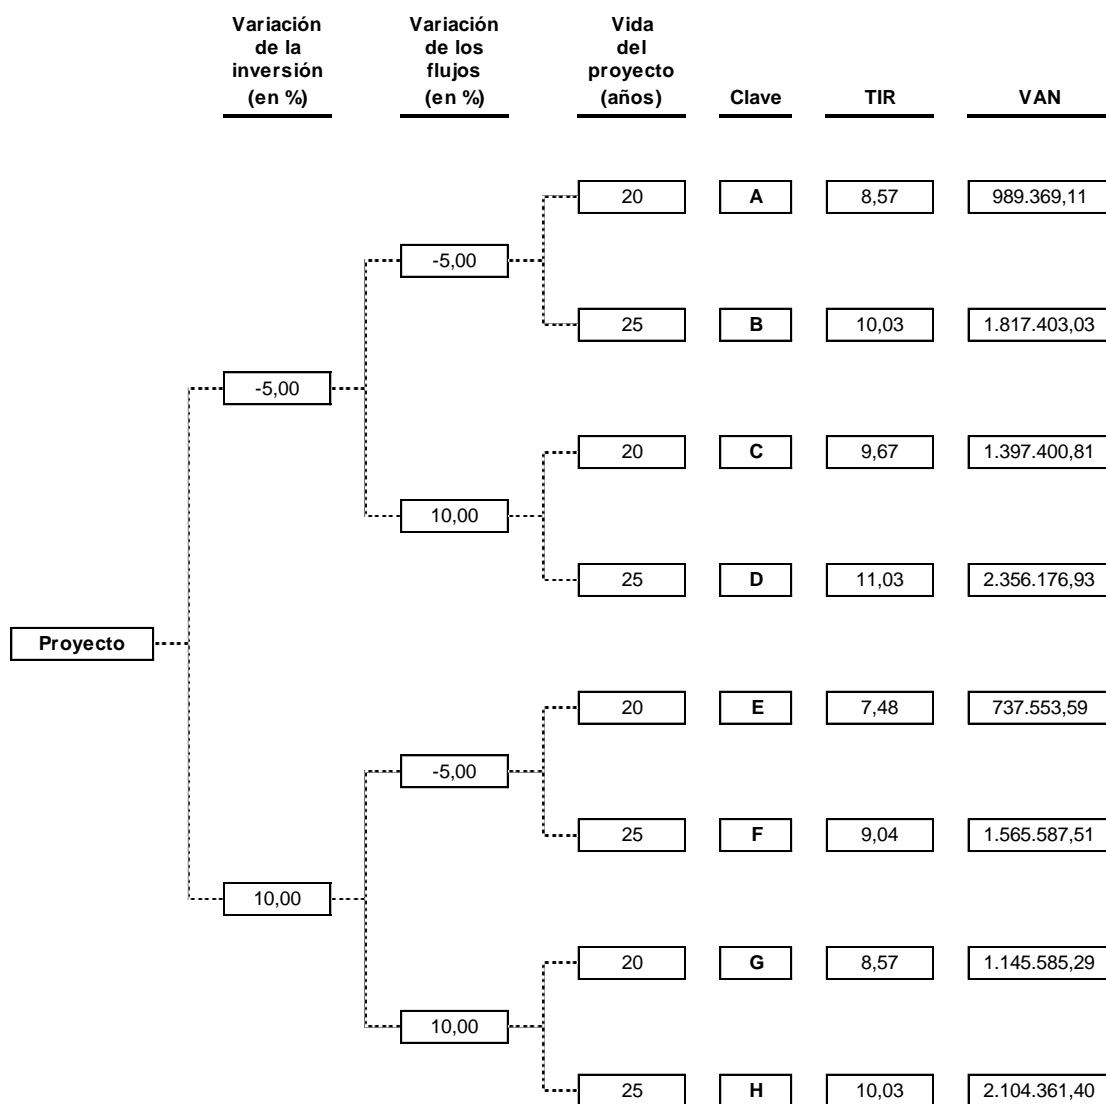 Variación de la inversión (en %)
Variación de los flujos (en %)
Vida del proyecto (años)
Clave
TIR
VAN
20 A 8,57 989.369,11
-5,00
25 B 10,03 1.817.403,03
-5,00
20 C 9,67 1.397.400,81
10,00
25 D 11,03 2.356.176,93
Proyecto
20 E 7,48 737.553,59
-5,00
25 F 9,04 1.565.587,51
10,00
20 G 8,57 1.145.585,29
10,00
25 H 10,03 2.104.361,40